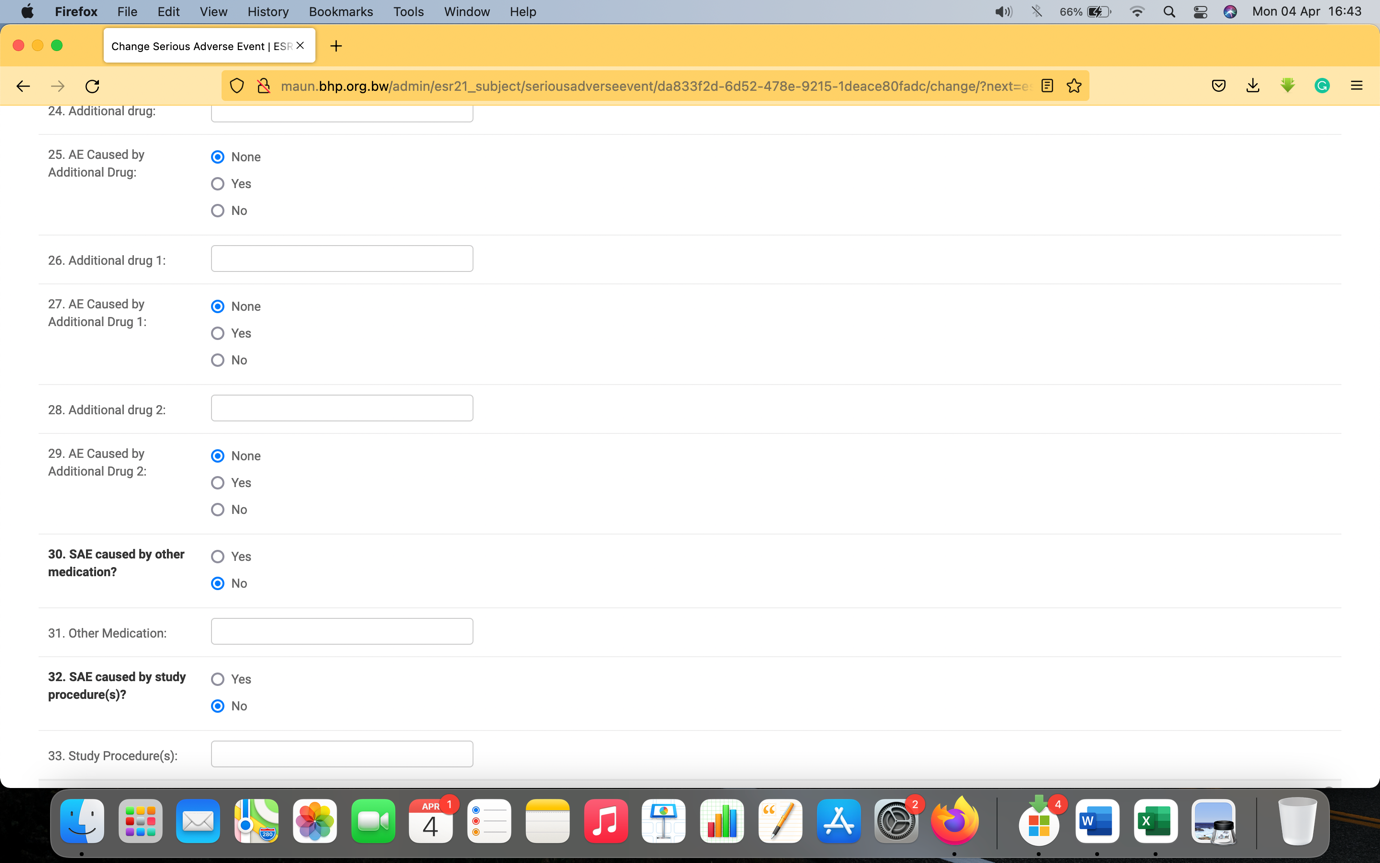 Firefox File Edit View History Bookmarks Tools Window Help 66% Mon 04 Apr 16:43
Change Serious Adverse Event | ESR
maun.bhp.org.bw/admin/esr21_subject/seriousadverseevent/da833f2d-6d52-478e-9215-1deace80fadc/change/?next=e
24. Additional drug:
25. AE Caused by
Additional Drug:
None
Yes
No
26. Additional drug 1:
27. AE Caused by
Additional Drug 1:
None
Yes
No
28. Additional drug 2:
29. AE Caused by
Additional Drug 2:
None
Yes
No
30. SAE caused by other
medication?
Yes
No
31. Other Medication:
32. SAE caused by study
procedure(s)?
Yes
No
33. Study Procedure(s):
APR 1
4
280
2
4
W
X